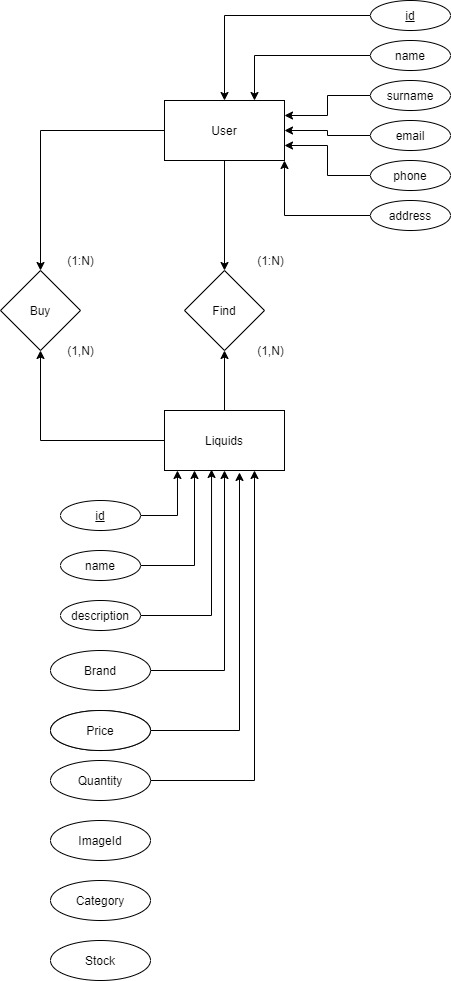 id
name
surname
User
email
phone
address
(1:N)
(1:N)
Buy
Find
(1,N)
(1,N)
Liquids
id
name
description
Brand
Price
Quantity
ImageId
Category
Stock